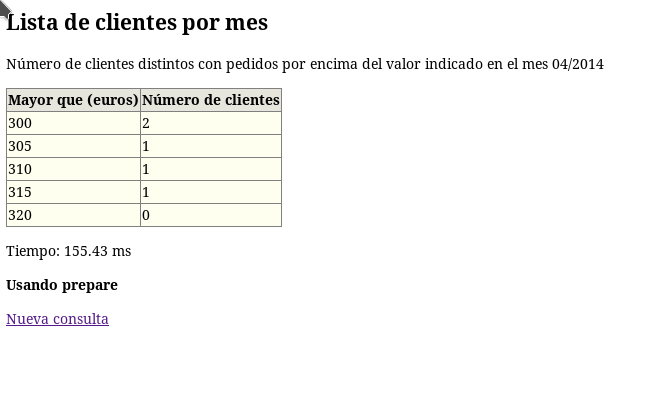 Lista de clientes por mes
Número de clientes distintos con pedidos por encima del valor indicado en el mes 04/2014
Mayor que (euros) Número de clientes
300 2
305 1
310 1
315 1
320 0
Tiempo: 155.43 ms
Usando prepare
Nueva consulta